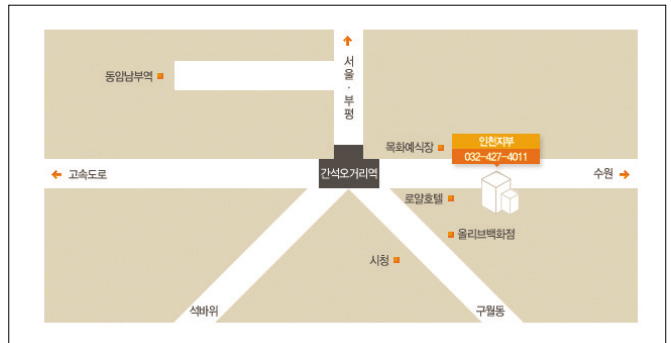 서울·부평
동암남부역
목화예식장
인천지부
032-427-4011
고속도로
간석오거리역
수원
로얄호텔
올리브백화점
시청
석바위
구월동